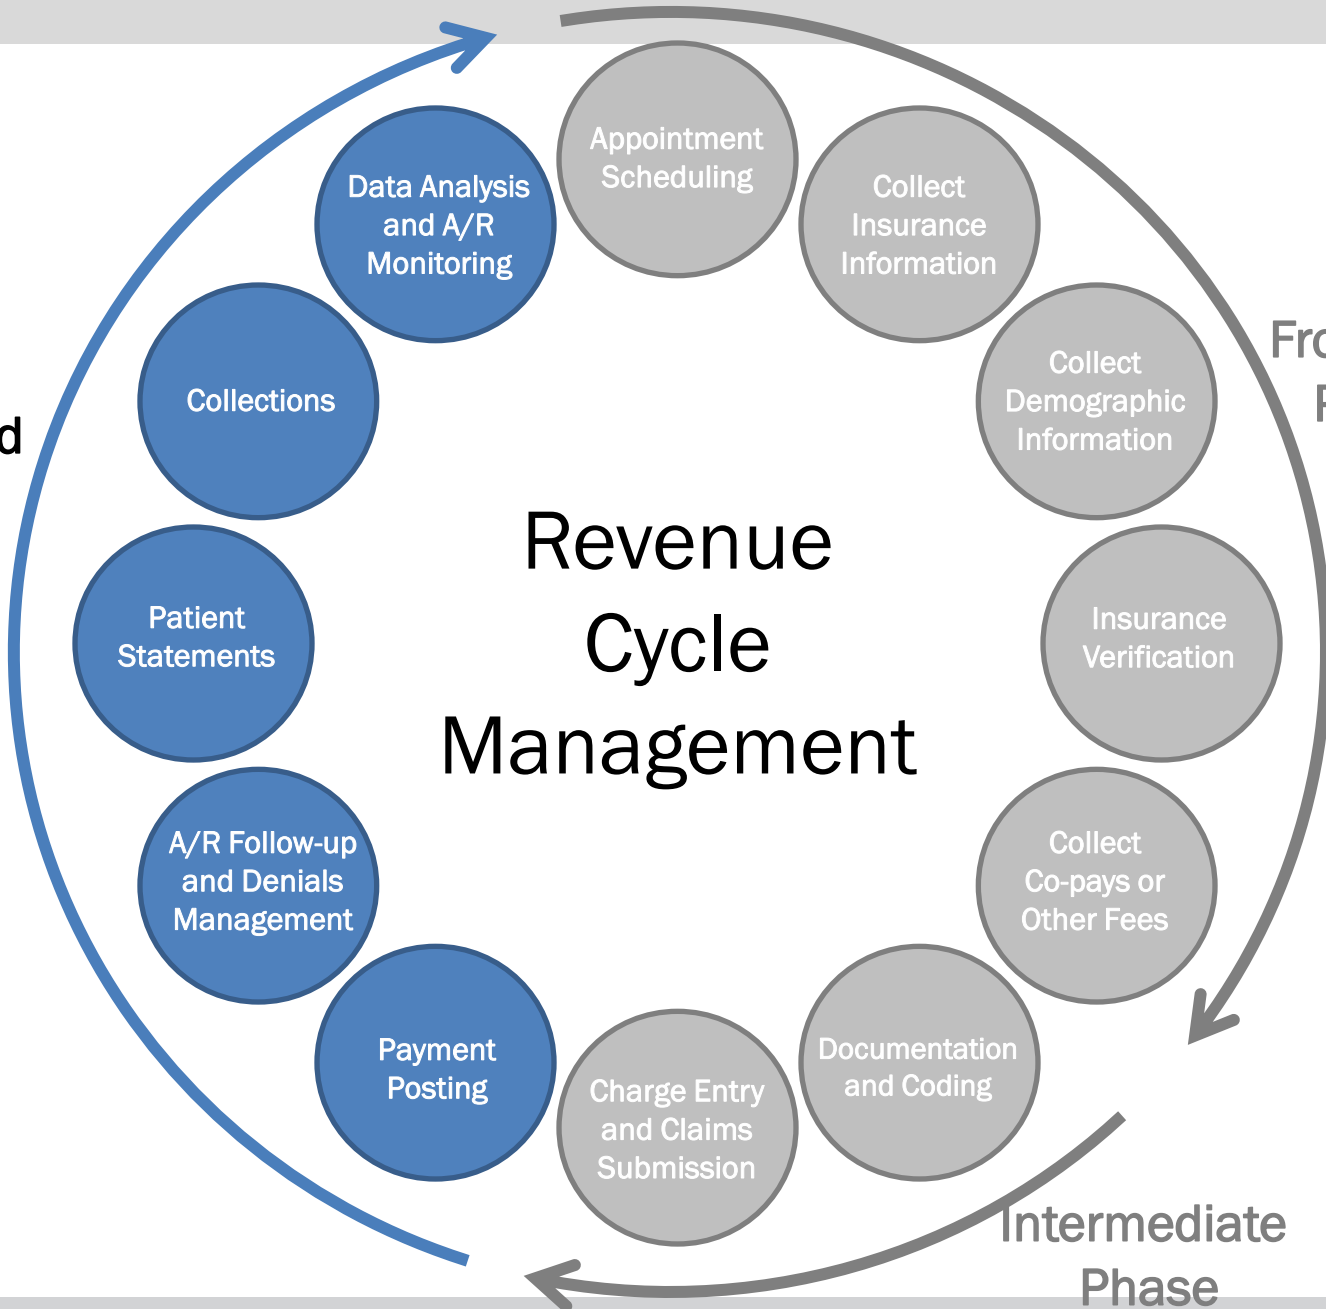 Appointment
Scheduling
Collect
Insurance
Information
Collect
Demographic
Information
Insurance
Verification
Collect
Co-pays or
Other Fees
Documentation
and Coding
Charge Entry
and Claims
Submission
Payment
Posting
A/R Follow-up
and Denials
Management
Patient
Statements
Collections
Data Analysis
and A/R
Monitoring
Revenue
Cycle
Management
Intermediate
Phase